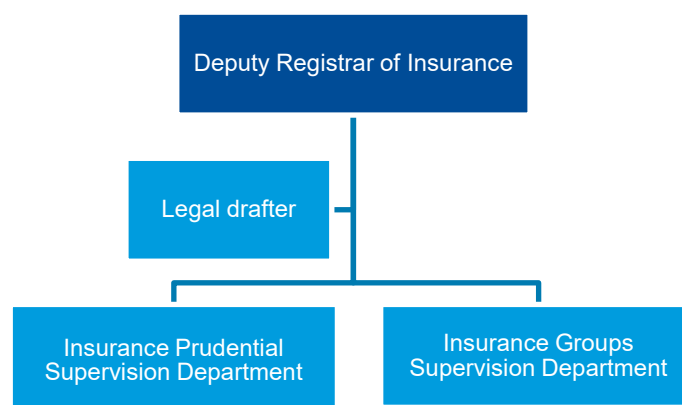 Deputy Registrar of Insurance
Legal drafter
Insurance Prudential
Supervision Department
Insurance Groups
Supervision Department